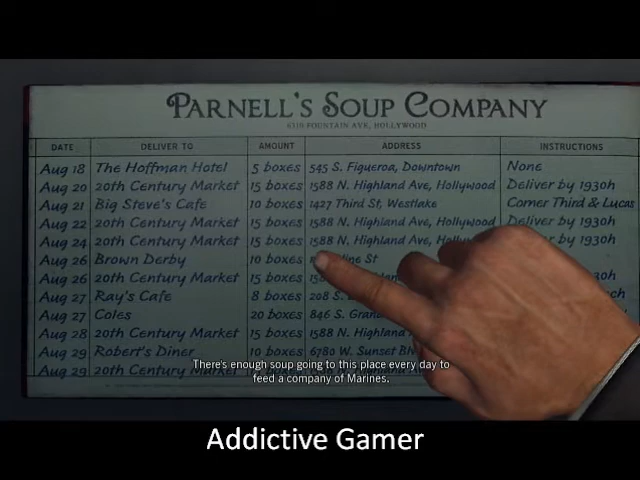 PARNELL'S SOUP COMPANY
FOUNTAIN AVE, HOLLYWOOD
DATE DELIVER TO AMOUNT ADDRESS INSTRUCTIONS
Aug 18 The Hoffman Hotel 5 boxes 545 S. Figueroa, Downtown None
Aug 20 20th Century Market 15 boxes 1588 N. Highland Ave, Hollywood Deliver by 1930h
Aug 21 Big Steve's Cafe 10 boxes 1427 Third St, Westlake Corner Third & Lucas
Aug 22 20th Century Market 15 boxes 1588 N. Highland Ave, Hollywood Deliver by 1930h
Aug 24 20th Century Market 15 boxes 1588 N. Highland Ave, Hollywood Deliver by 1930h
Aug 26 Brown Derby 10 boxes St
Aug 26 20th Century Market 15 boxes 1588 N.
Aug 27 Ray's Cafe 8 boxes 208 S.
Aug 27 Coles 20 boxes 846 S.
Aug 28 20th Century Market 15 boxes 1588 N. Highland
Aug 29 Robert's Diner 10 boxes 6780 W. Sunset
Aug 29 20th Century Market
There's enough soup going to this place every day to
feed a company of Marines.
Addictive Gamer